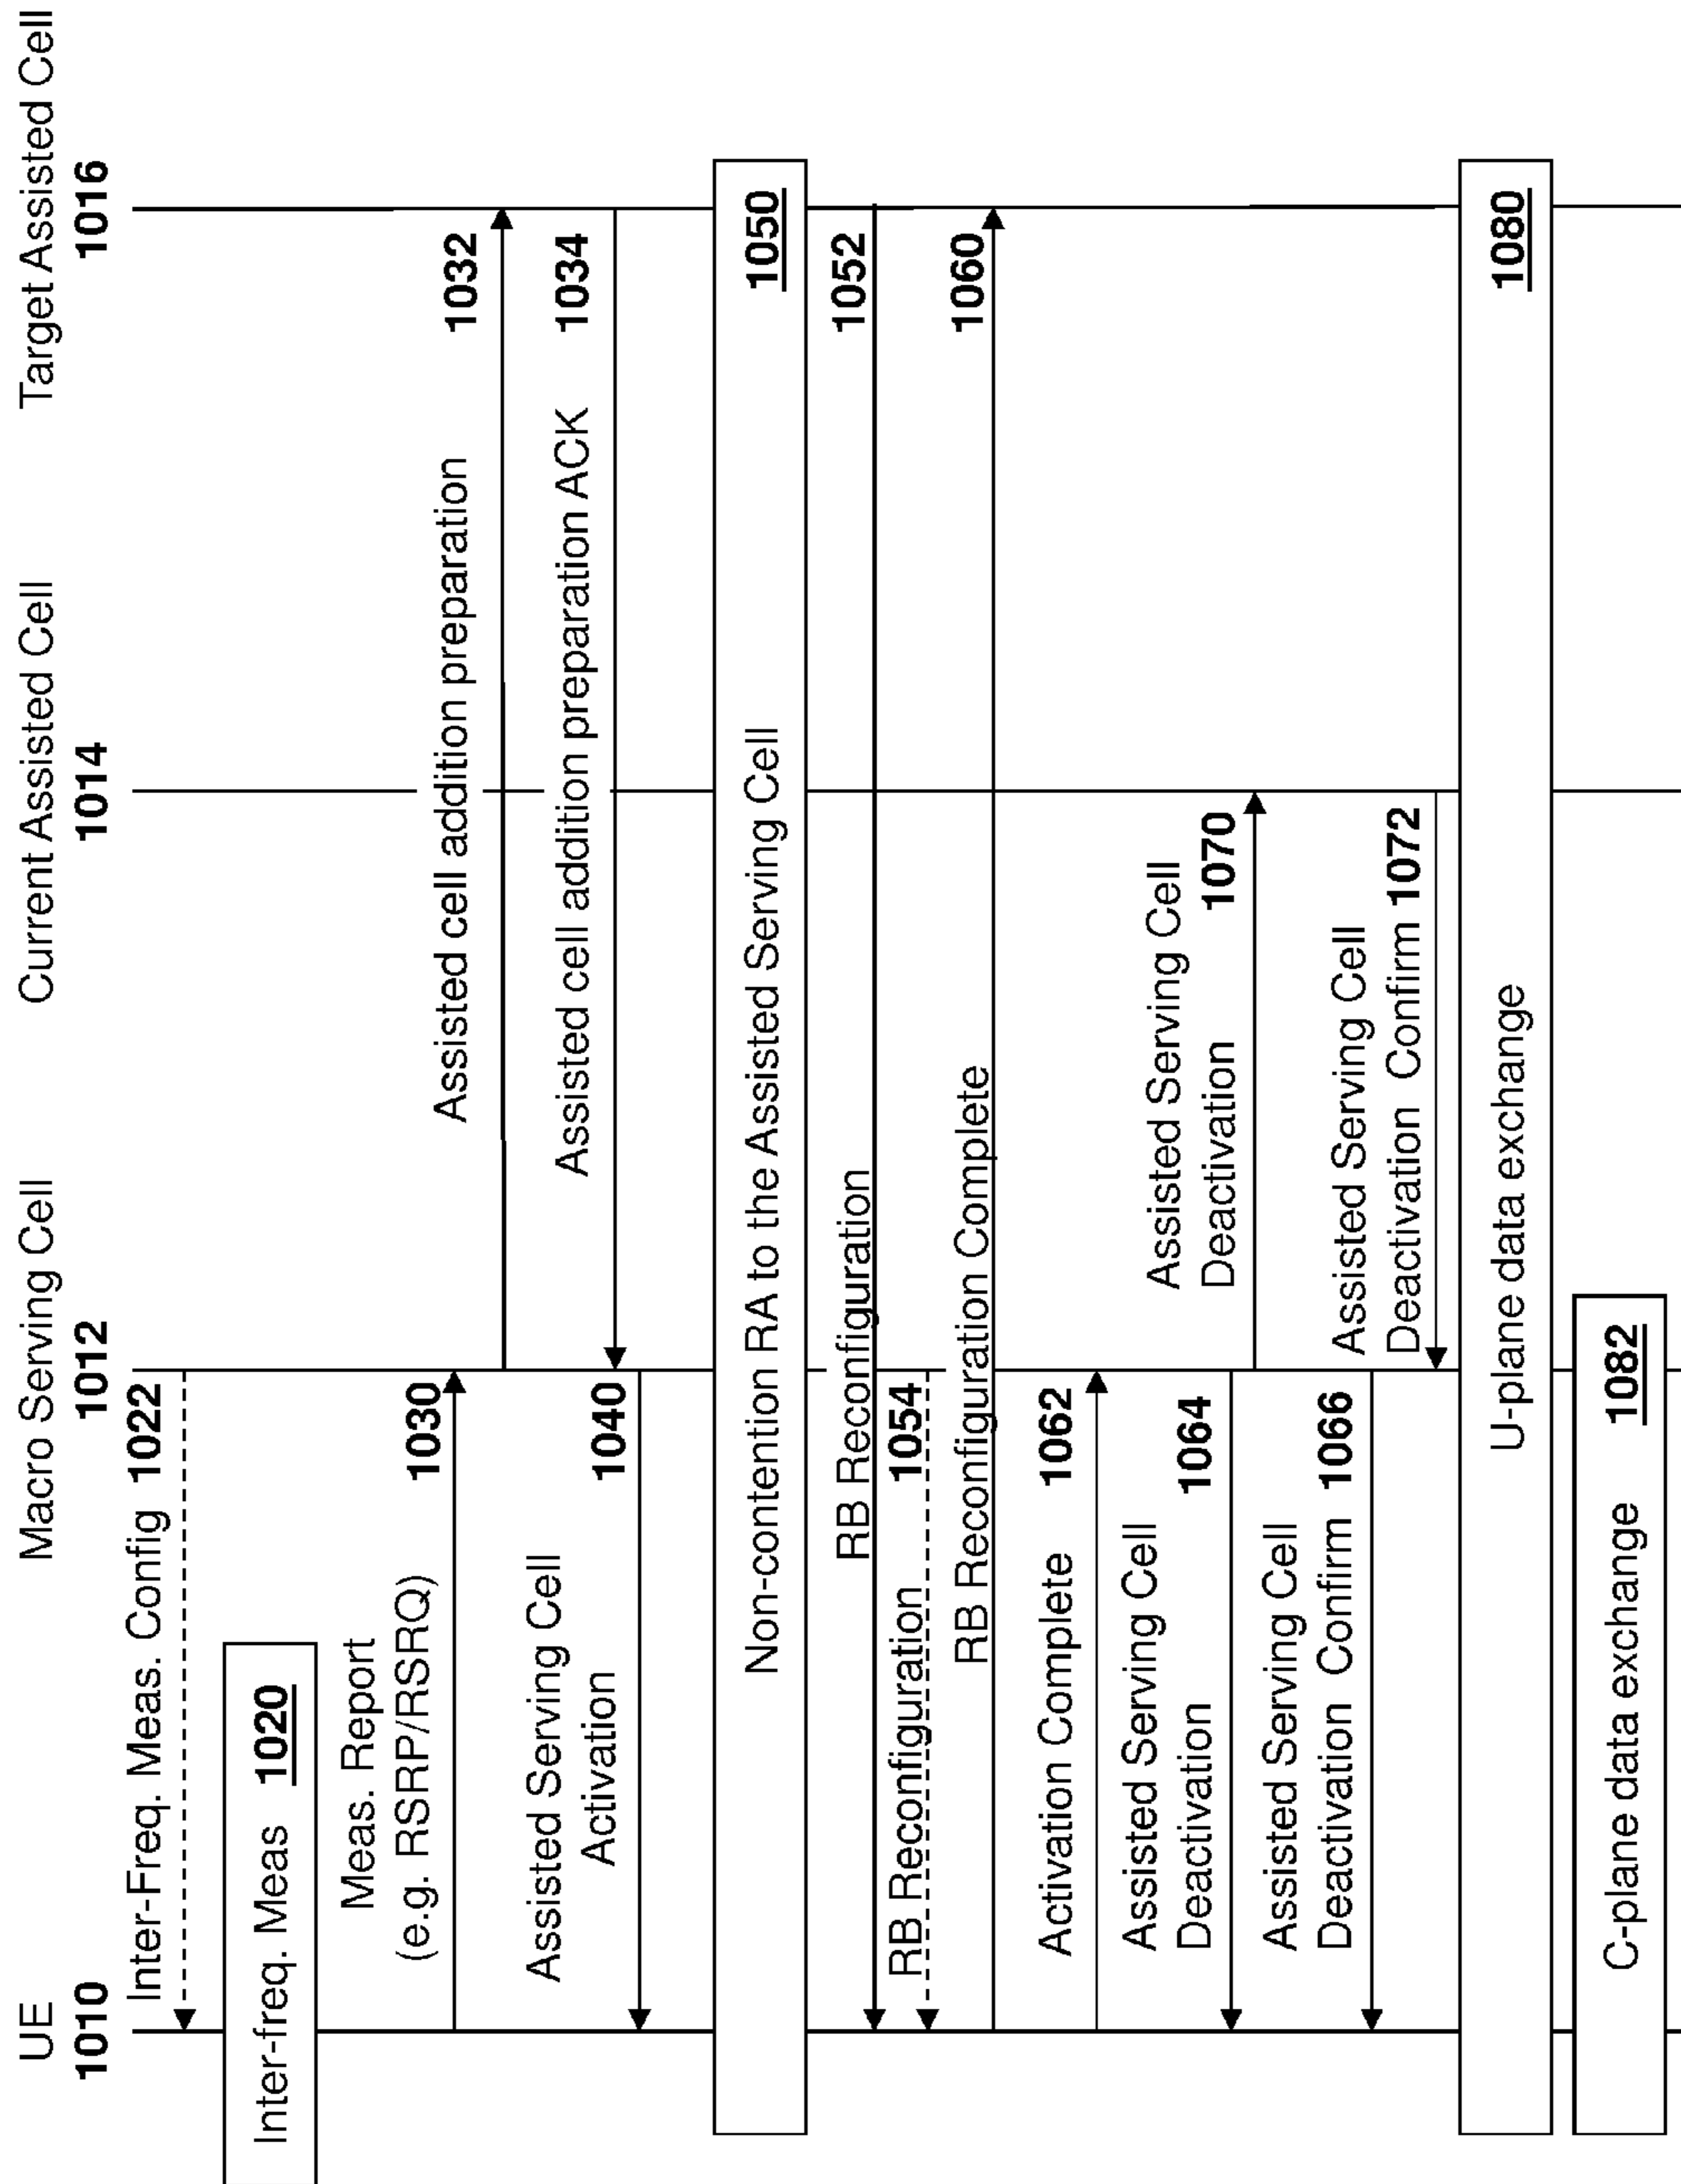 UE
1010
Macro Serving Cell
1012
Current Assisted Cell
1014
Target Assisted Cell
1016
Inter-Freq. Meas. Config 1022
Inter-freq. Meas 1020
Meas. Report
(e.g. RSRP/RSRQ)
1030
Assisted cell addition preparation
1032
Assisted cell addition preparation ACK 1034
Assisted Serving Cell
Activation
1040
Non-contention RA to the Assisted Serving Cell 1050
RB Reconfiguration
1052
RB Reconfiguration 1054
RB Reconfiguration Complete
1060
Activation Complete 1062
Assisted Serving Cell
Deactivation
1064
Assisted Serving Cell
Deactivation
1070
Assisted Serving Cell
Deactivation Confirm 1066
Assisted Serving Cell
Deactivation Confirm 1072
U-plane data exchange 1080
C-plane data exchange 1082